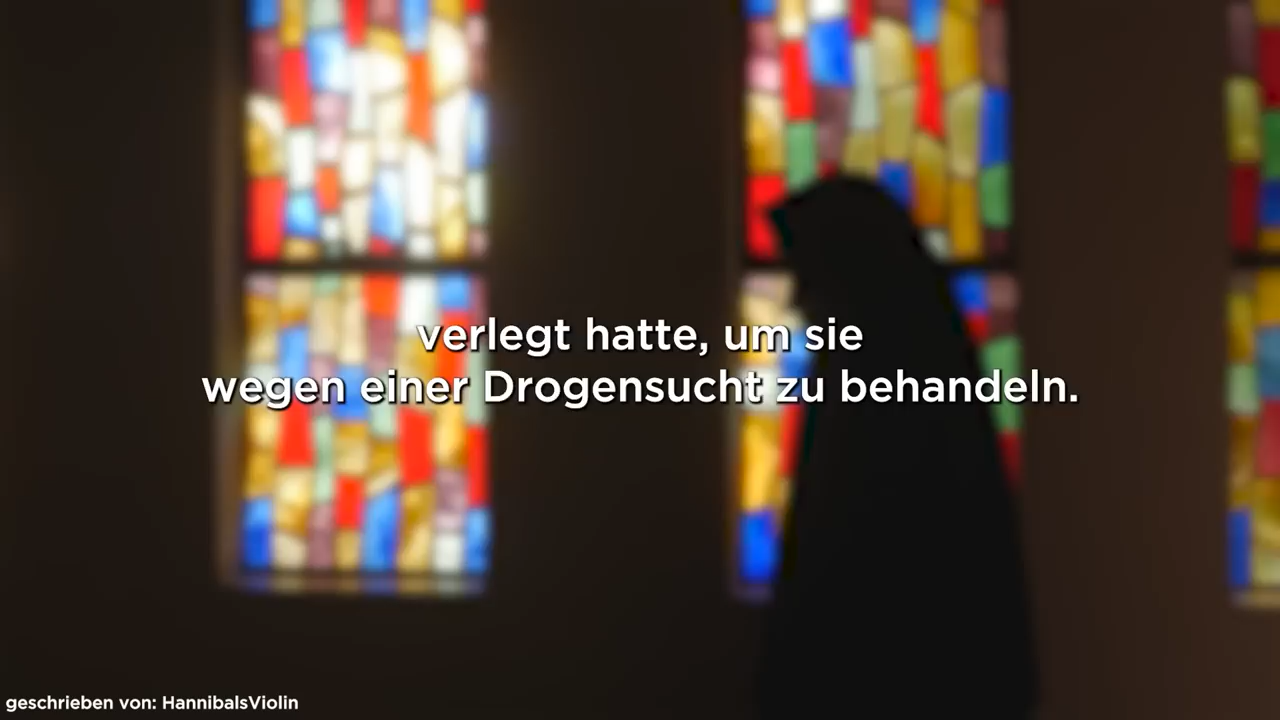 verlegt hatte, um sie
wegen einer Drogensucht zu behandeln.
geschrieben von: HannibalsViolin